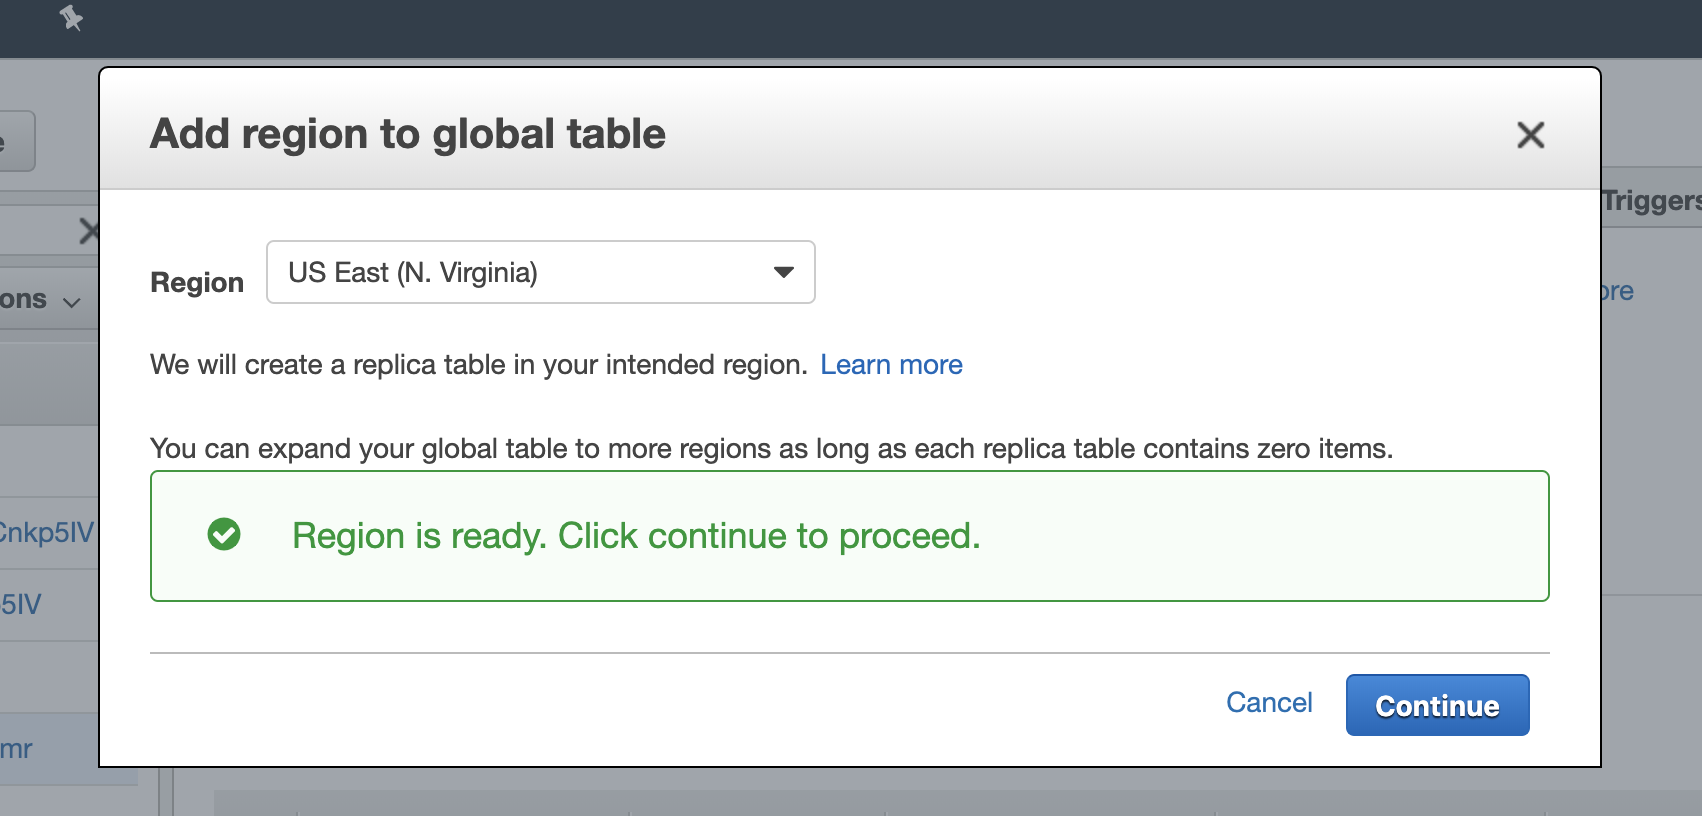 Add region to global table
Triggers
Region
US East (N. Virginia)
ons
ore
We will create a replica table in your intended region. Learn more
You can expand your global table to more regions as long as each replica table contains zero items.
Region is ready. Click continue to proceed.
Cnkp5IV
5IV
Cancel
Continue
mr